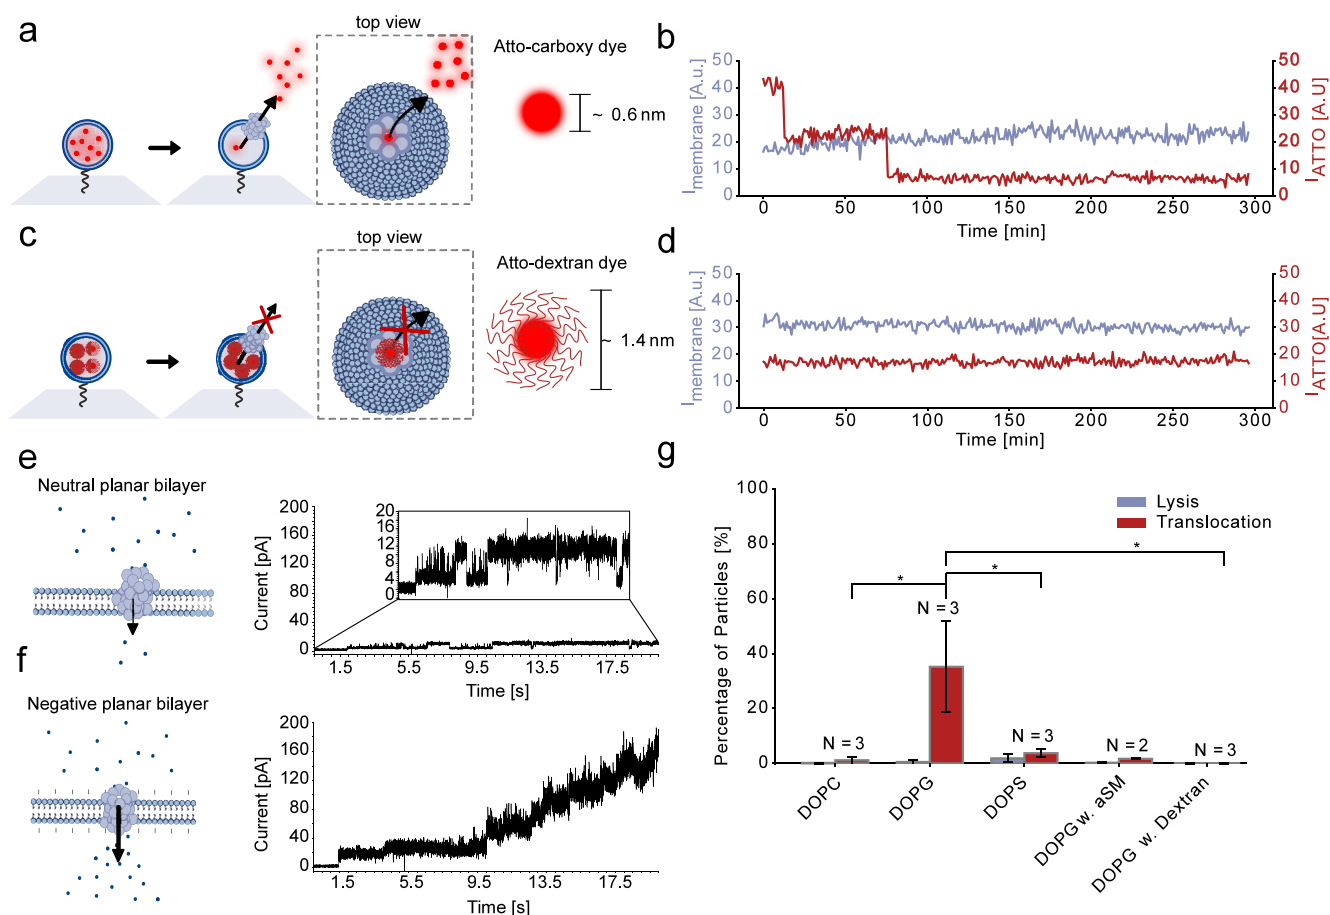 a
top view
Atto-carboxy dye
~ 0.6 nm
b
50
40
30
20
10
0
I membrane [A.u.]
50
40
30
20
10
0
I ATTO [A.U]
0 50 100 150 200 250 300
Time [min]
c
top view
Atto-dextran dye
~ 1.4 nm
d
50
40
30
20
10
0
I membrane [A.u.]
50
40
30
20
10
0
I ATTO[A.U]
0 50 100 150 200 250 300
Time [min]
e
Neutral planar bilayer
200
160
120
80
40
0
Current [pA]
20
16
12
8
4
0
1.5 5.5 9.5 13.5 17.5
Time [s]
f
Negative planar bilayer
200
160
120
80
40
0
Current [pA]
1.5 5.5 9.5 13.5 17.5
Time [s]
g
100
80
60
40
20
0
Percentage of Particles [%]
Lysis
Translocation
*
* *
N = 3
N = 3
N = 3
N = 2
N = 3
DOPC
DOPG
DOPS
DOPG w. aSM
DOPG w. Dextran